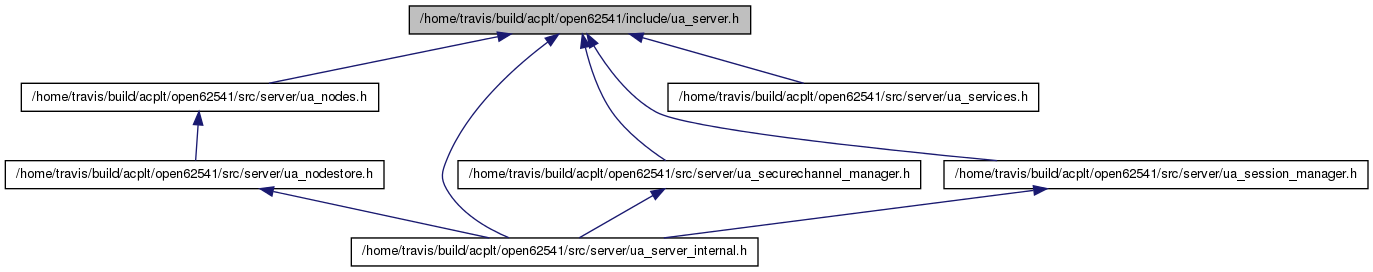 /home/travis/build/acplt/open62541/include/ua_server.h
/home/travis/build/acplt/open62541/src/server/ua_nodes.h
/home/travis/build/acplt/open62541/src/server/ua_services.h
/home/travis/build/acplt/open62541/src/server/ua_nodestore.h
/home/travis/build/acplt/open62541/src/server/ua_securechannel_manager.h
/home/travis/build/acplt/open62541/src/server/ua_session_manager.h
/home/travis/build/acplt/open62541/src/server/ua_server_internal.h